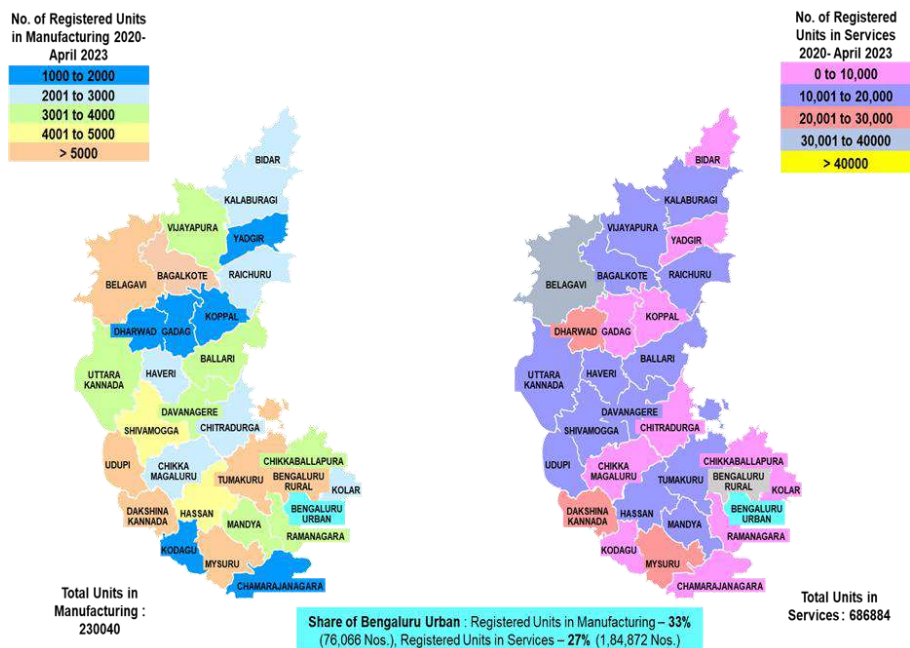 No. of Registered Units
in Manufacturing 2020-
April 2023
1000 to 2000
2001 to 3000
3001 to 4000
4001 to 5000
> 5000
No. of Registered
Units in Services
2020- April 2023
0 to 10,000
10,001 to 20,000
20,001 to 30,000
30,001 to 40000
> 40000
BIDAR
KALABURAGI
VIJAYAPURA
YADGIR
BAGALKOTE
RAICHURU
BELAGAVI
KOPPAL
DHARWAD
GADAG
BALLARI
UTTARA
KANNADA
HAVERI
DAVANAGERE
CHITRADURGA
SHIVAMOGGA
CHIKKABALLAPURA
UDUPI
CHIKKA
MAGALURU
TUMAKURU
BENGALURU
RURAL
KOLAR
DAKSHINA
KANNADA
HASSAN
BENGALURU
URBAN
MANDYA
RAMANAGARA
KODAGU
MYSURU
CHAMARAJANAGARA
BIDAR
KALABURAGI
VIJAYAPURA
YADGIR
BAGALKOTE
RAICHURU
BELAGAVI
KOPPAL
DHARWAD
GADAG
BALLARI
UTTARA
KANNADA
HAVERI
DAVANAGERE
CHITRADURGA
SHIVAMOGGA
CHIKKABALLAPURA
UDUPI
CHIKKA
MAGALURU
TUMAKURU
BENGALURU
RURAL
KOLAR
DAKSHINA
KANNADA
HASSAN
BENGALURU
URBAN
MANDYA
RAMANAGARA
KODAGU
MYSURU
CHAMARAJANAGARA
Total Units in
Manufacturing :
230040
Total Units in
Services : 686884
Share of Bengaluru Urban : Registered Units in Manufacturing – 33%
(76,066 Nos.), Registered Units in Services – 27% (1,84,872 Nos.)